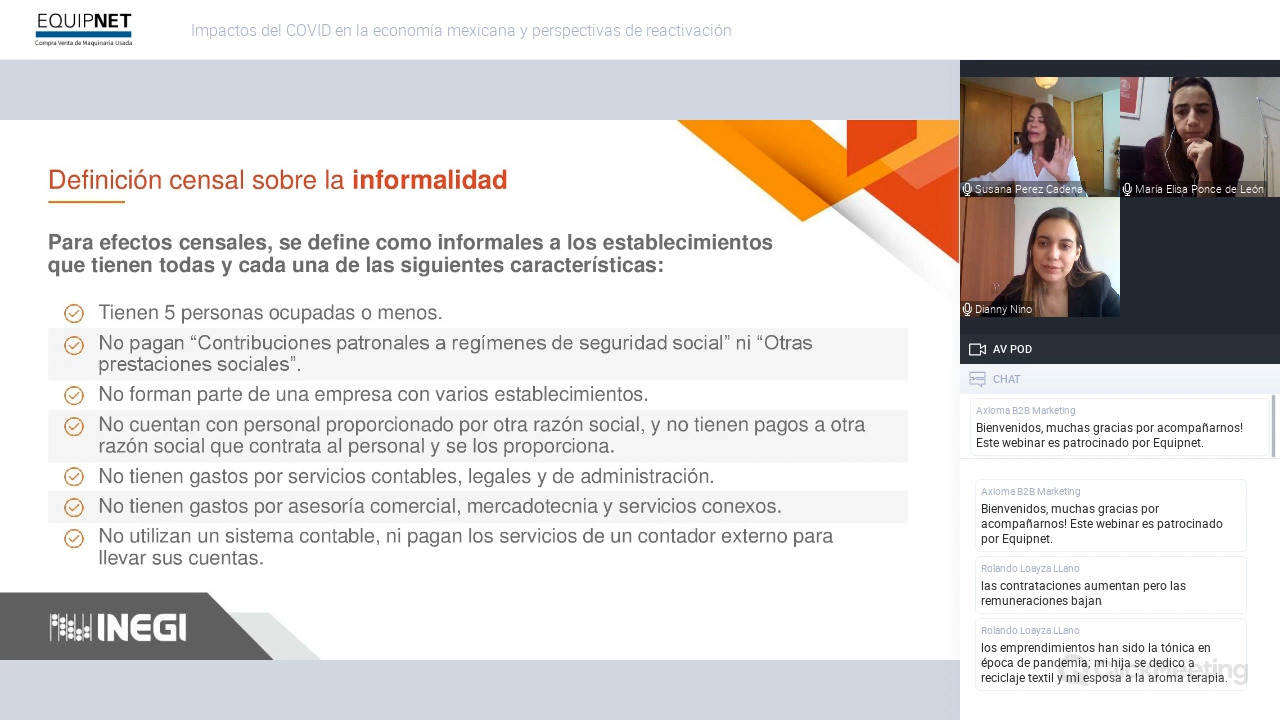 EQUIPNET
Compra Venta de Maquinaria Usada
Impactos del COVID en la economía mexicana y perspectivas de reactivación
Definición censal sobre la informalidad
Para efectos censales, se define como informales a los establecimientos
que tienen todas y cada una de las siguientes características:
Tienen 5 personas ocupadas o menos.
No pagan “Contribuciones patronales a regímenes de seguridad social” ni “Otras
prestaciones sociales”.
No forman parte de una empresa con varios establecimientos.
No cuentan con personal proporcionado por otra razón social, y no tienen pagos a otra
razón social que contrata al personal y se los proporciona.
No tienen gastos por servicios contables, legales y de administración.
No tienen gastos por asesoría comercial, mercadotecnia y servicios conexos.
No utilizan un sistema contable, ni pagan los servicios de un contador externo para
llevar sus cuentas.
INEGI
Susana Perez Cadena
María Elisa Ponce de León
Dianny Nino
AV POD
CHAT
Axioma B2B Marketing
Bienvenidos, muchas gracias por acompañarnos!
Este webinar es patrocinado por Equipnet.
Axioma B2B Marketing
Bienvenidos, muchas gracias por
acompañarnos! Este webinar es patrocinado
por Equipnet.
Rolando Loayza LLano
las contrataciones aumentan pero las
remuneraciones bajan
Rolando Loayza LLano
los emprendimientos han sido la tónica en
época de pandemia; mi hija se dedico a
reciclaje textil y mi esposa a la aroma terapia.
ClickMeeting